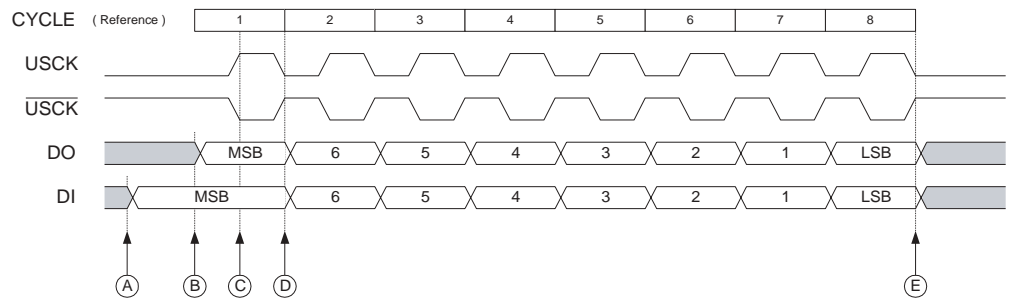 CYCLE ( Reference ) 1 2 3 4 5 6 7 8
USCK
USCK
DO MSB 6 5 4 3 2 1 LSB
DI MSB 6 5 4 3 2 1 LSB
A B C D E